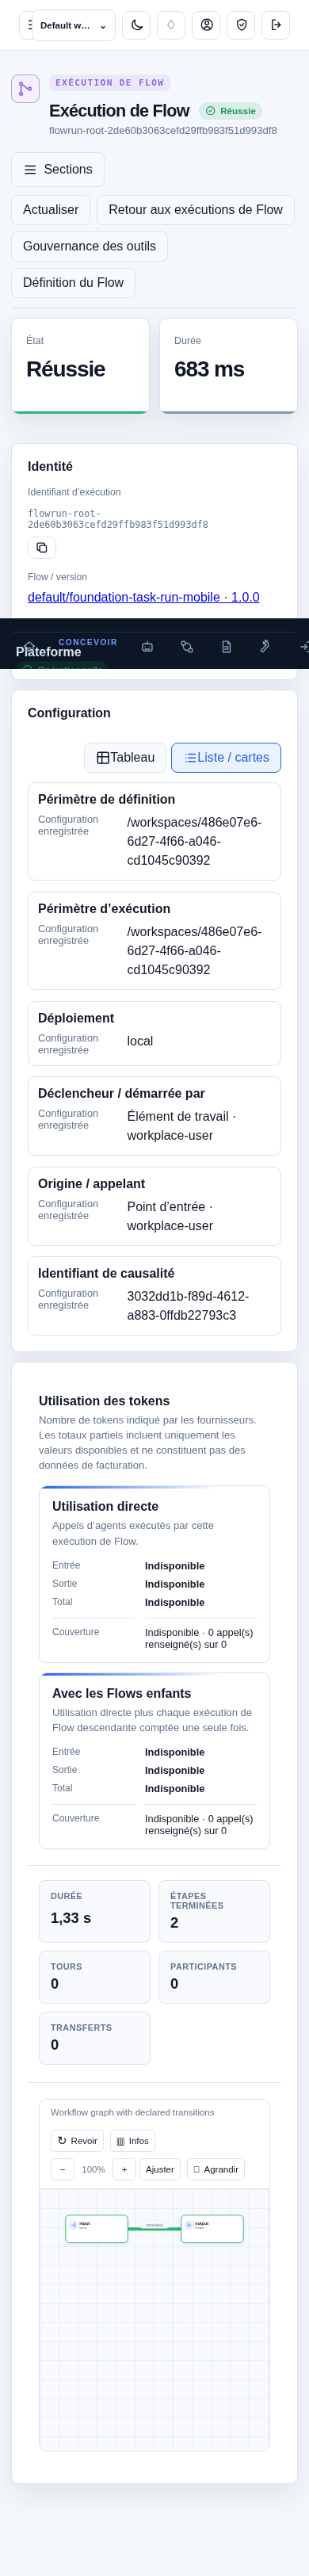 Default w… ⌄
EXÉCUTION DE FLOW
Exécution de Flow
Réussie
flowrun-root-2de60b3063cefd29ffb983f51d993df8
Sections
Actualiser
Retour aux exécutions de Flow
Gouvernance des outils
Définition du Flow
État
Réussie
Durée
683 ms
Identité
Identifiant d’exécution
flowrun-root-
2de60b3063cefd29ffb983f51d993df8
Flow / version
default/foundation-task-run-mobile · 1.0.0
CONCEVOIR
Plateforme
Opérationnelle
Configuration
Tableau
Liste / cartes
Périmètre de définition
Configuration
enregistrée
/workspaces/486e07e6-
6d27-4f66-a046-
cd1045c90392
Périmètre d’exécution
Configuration
enregistrée
/workspaces/486e07e6-
6d27-4f66-a046-
cd1045c90392
Déploiement
Configuration
enregistrée
local
Déclencheur / démarrée par
Configuration
enregistrée
Élément de travail ·
workplace-user
Origine / appelant
Configuration
enregistrée
Point d’entrée ·
workplace-user
Identifiant de causalité
Configuration
enregistrée
3032dd1b-f89d-4612-
a883-0ffdb22793c3
Utilisation des tokens
Nombre de tokens indiqué par les fournisseurs.
Les totaux partiels incluent uniquement les
valeurs disponibles et ne constituent pas des
données de facturation.
Utilisation directe
Appels d’agents exécutés par cette
exécution de Flow.
Entrée Indisponible
Sortie Indisponible
Total Indisponible
Couverture Indisponible · 0 appel(s)
renseigné(s) sur 0
Avec les Flows enfants
Utilisation directe plus chaque exécution de
Flow descendante comptée une seule fois.
Entrée Indisponible
Sortie Indisponible
Total Indisponible
Couverture Indisponible · 0 appel(s)
renseigné(s) sur 0
DURÉE
1,33 s
ÉTAPES
TERMINÉES
2
TOURS
0
PARTICIPANTS
0
TRANSFERTS
0
Workflow graph with declared transitions
Revoir
Infos
− 100% +
Ajuster
Agrandir
input
output